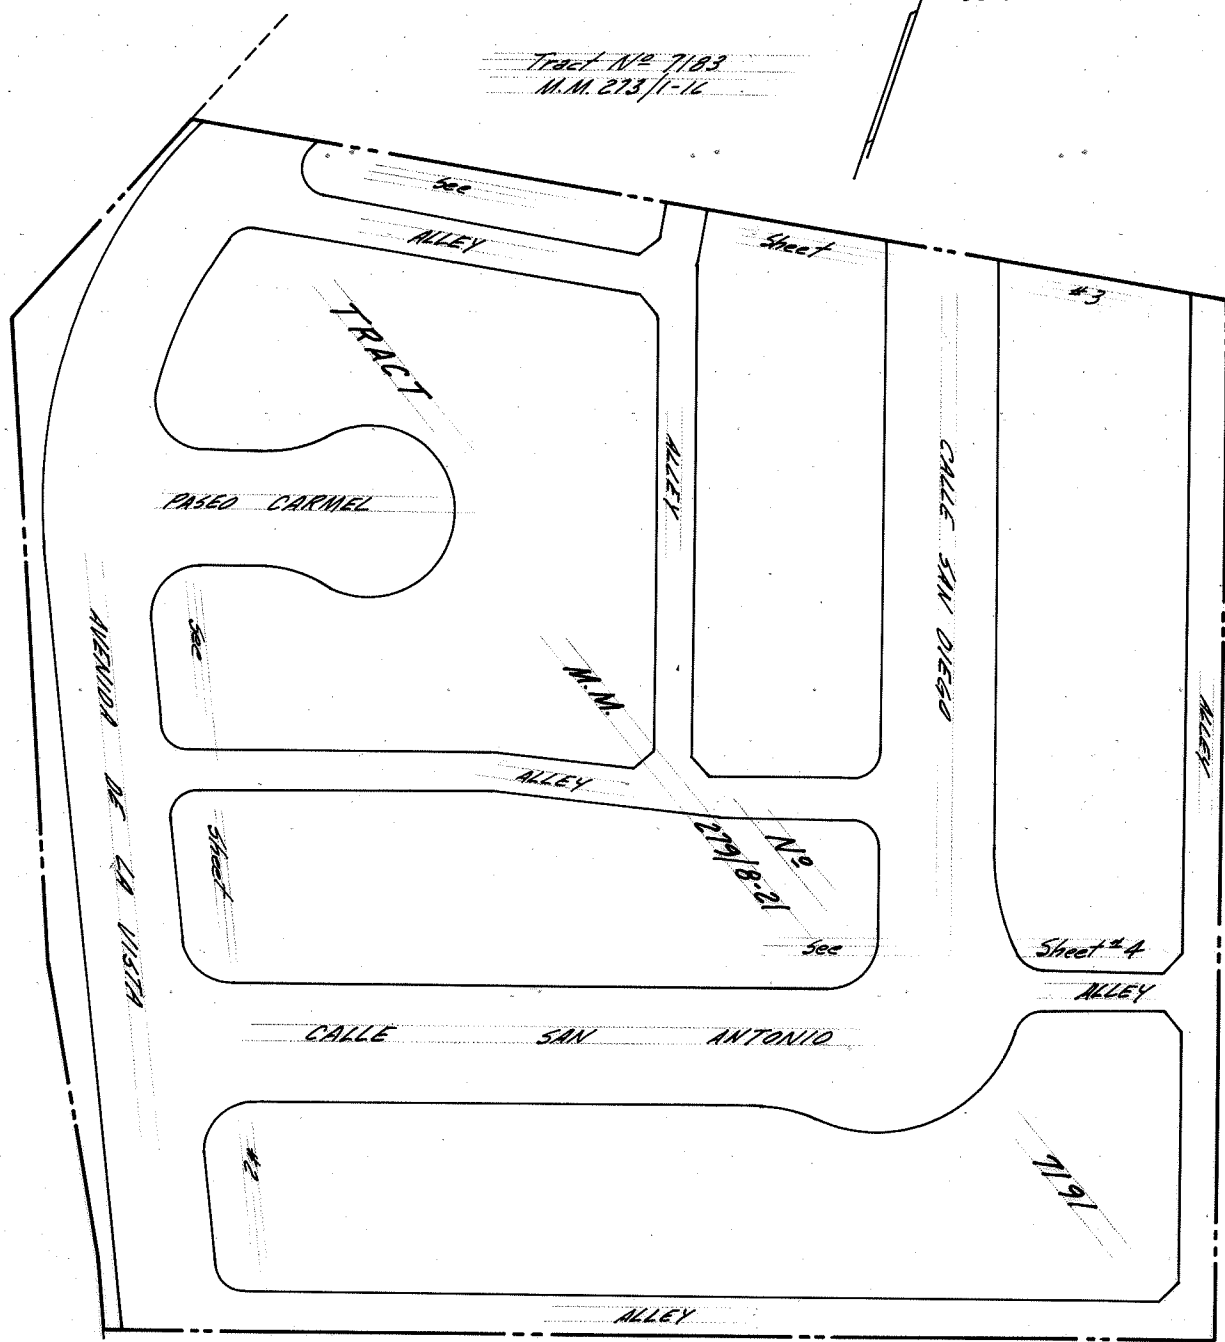 Tract Nº 7183
M.M. 273/1-16
See
ALLEY
Sheet
#3
TRACT
ALLEY
CALLE SAN DIEGO
PASEO CARMEL
AVENIDA DE LA VISTA
See
M.M.
ALLEY
ALLEY
279/18-21
Nº
Sheet
See
Sheet #4
ALLEY
CALLE SAN ANTONIO
#2
7191
ALLEY